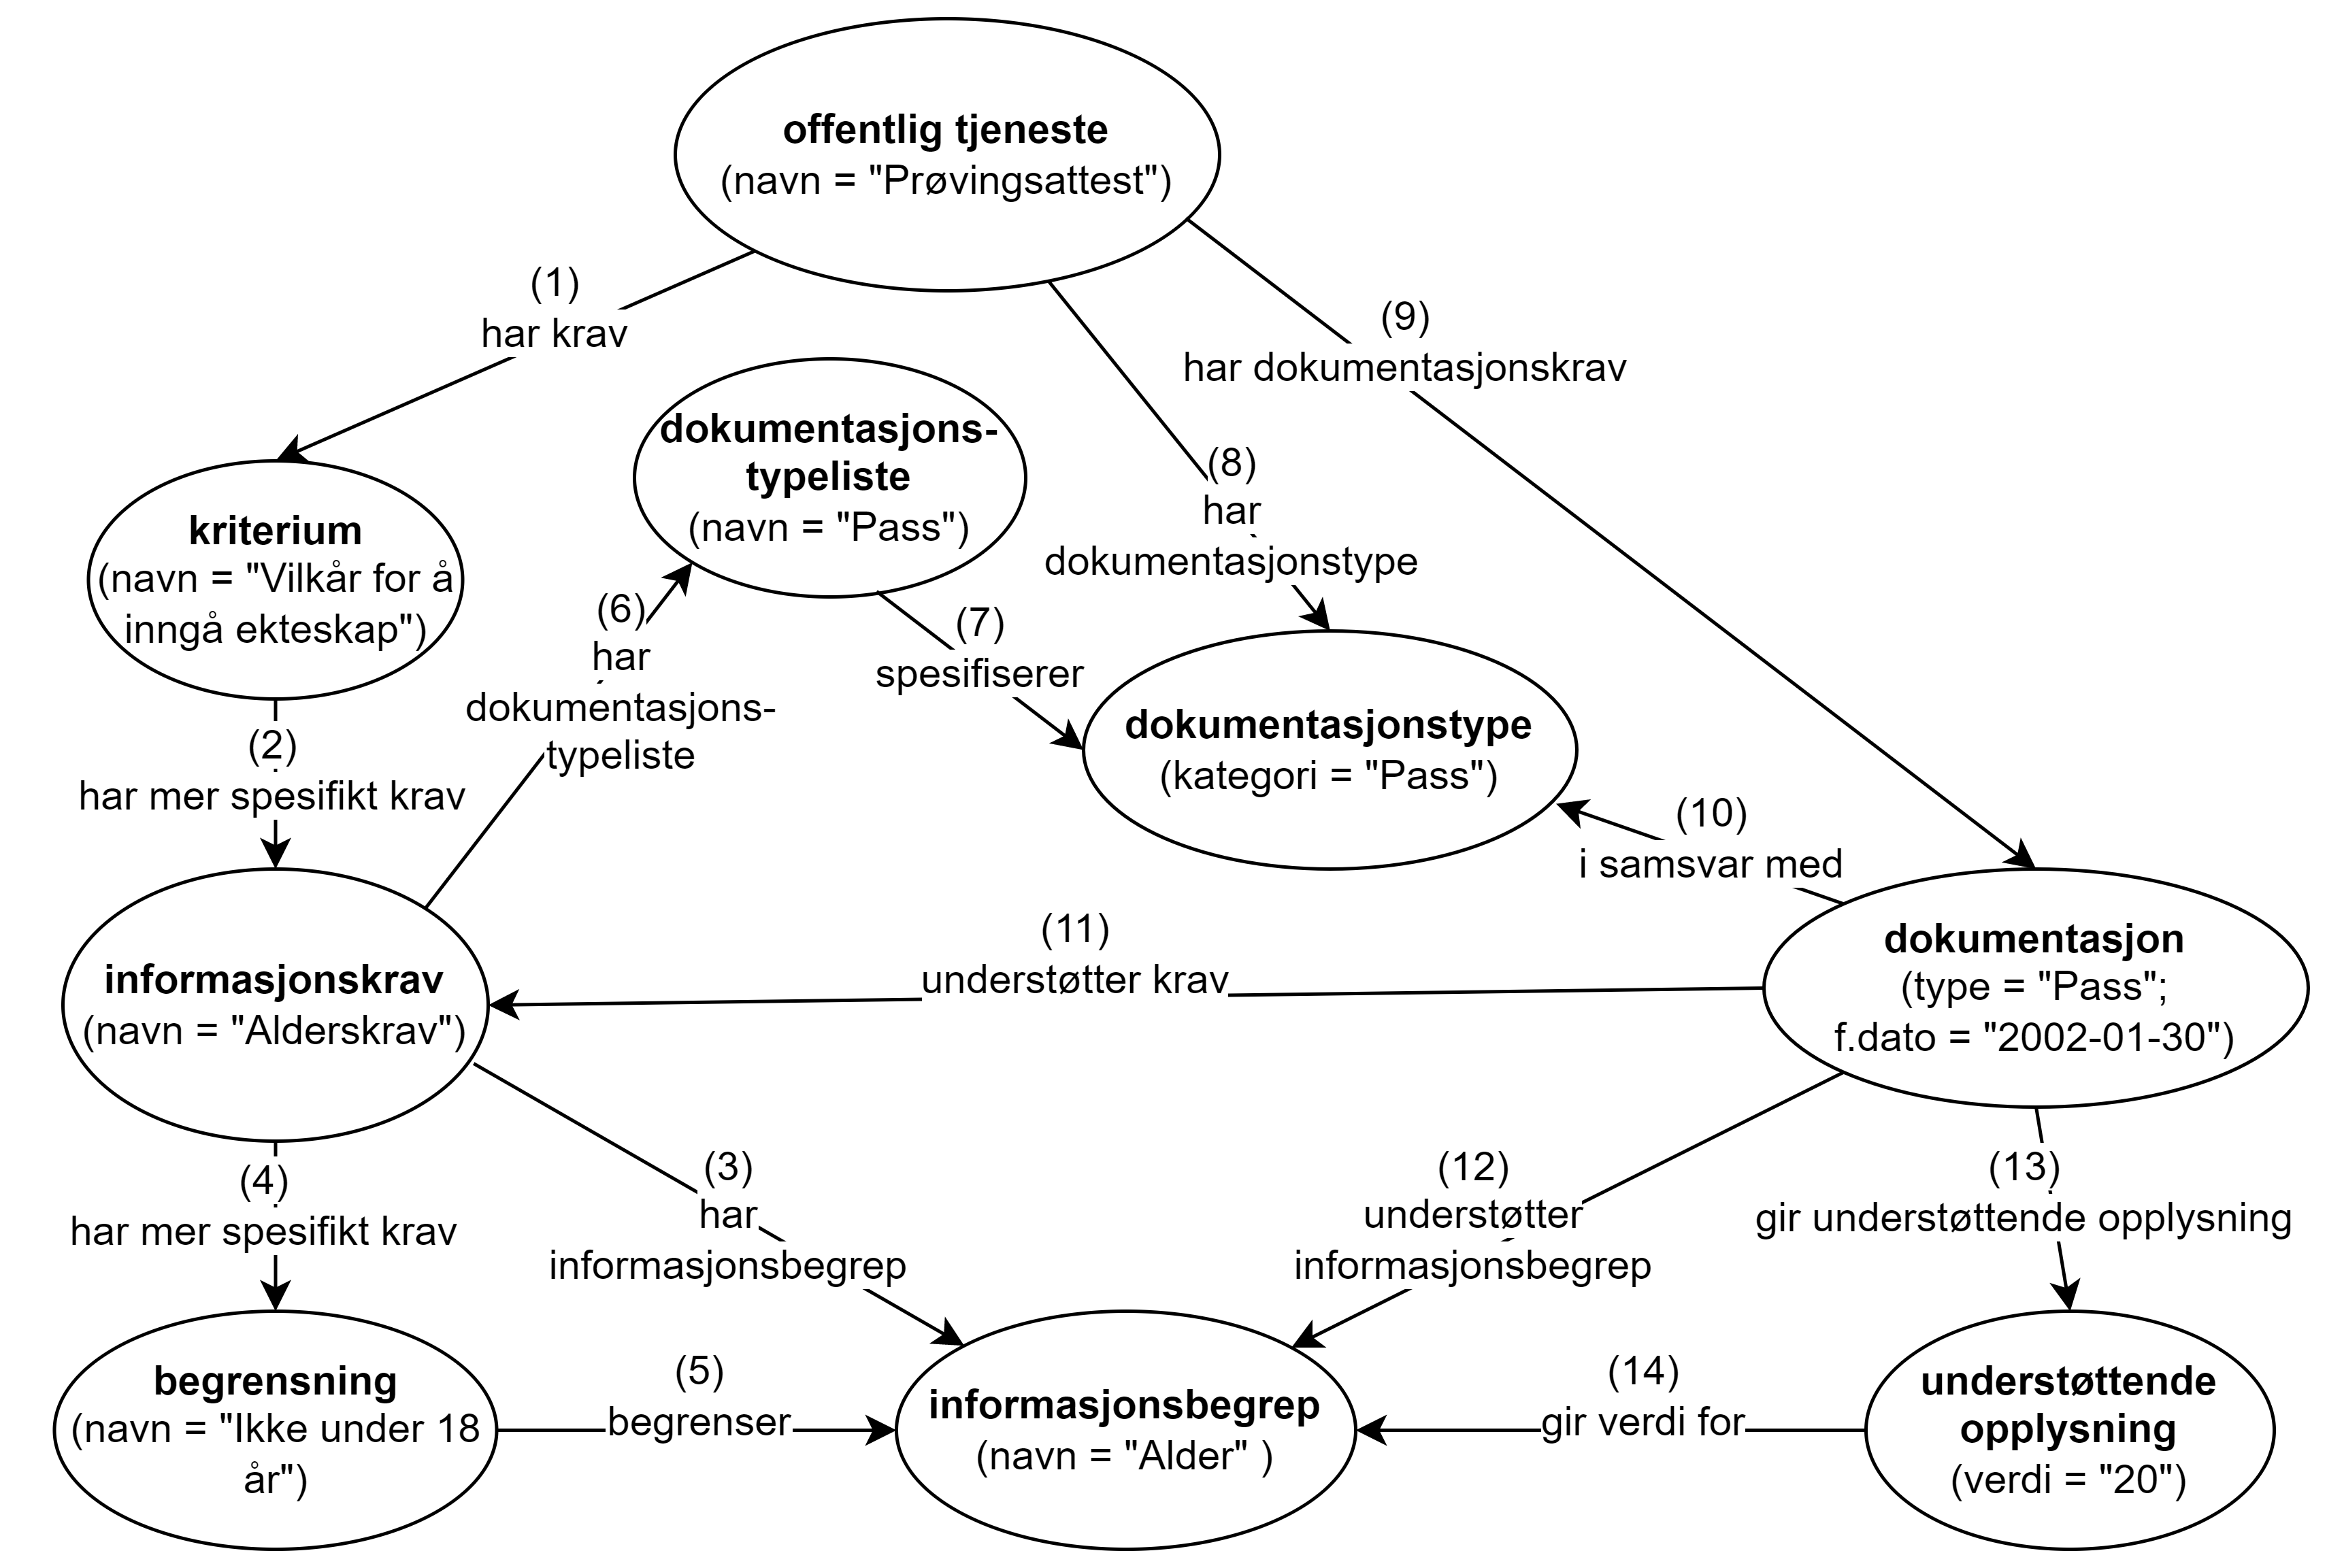 offentlig tjeneste
(navn = "Prøvingsattest")
(1)
har krav
(9)
har dokumentasjonskrav
dokumentasjons-
typeliste
(navn = "Pass")
(8)
har
dokumentasjonstype
kriterium
(navn = "Vilkår for å
inngå ekteskap")
(6)
har
dokumentasjons-
typeliste
(7)
spesifiserer
dokumentasjonstype
(kategori = "Pass")
(2)
har mer spesifikt krav
(10)
i samsvar med
informasjonskrav
(navn = "Alderskrav")
(11)
understøtter krav
dokumentasjon
(type = "Pass";
f.dato = "2002-01-30")
(4)
har mer spesifikt krav
(3)
har
informasjonsbegrep
(12)
understøtter
informasjonsbegrep
(13)
gir understøttende opplysning
begrensning
(navn = "Ikke under 18
år")
(5)
begrenser
informasjonsbegrep
(navn = "Alder" )
(14)
gir verdi for
understøttende
opplysning
(verdi = "20")